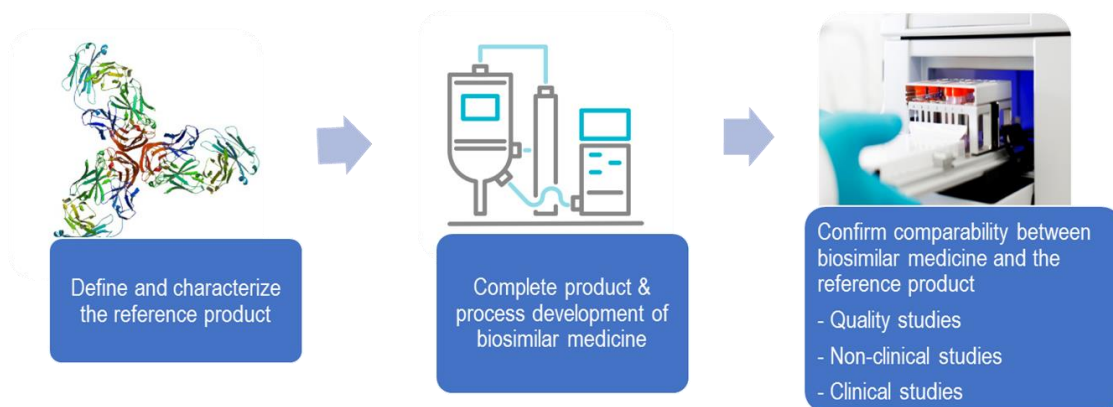 Define and characterize
the reference product
Complete product &
process development of
biosimilar medicine
Confirm comparability between
biosimilar medicine and the
reference product
- Quality studies
- Non-clinical studies
- Clinical studies